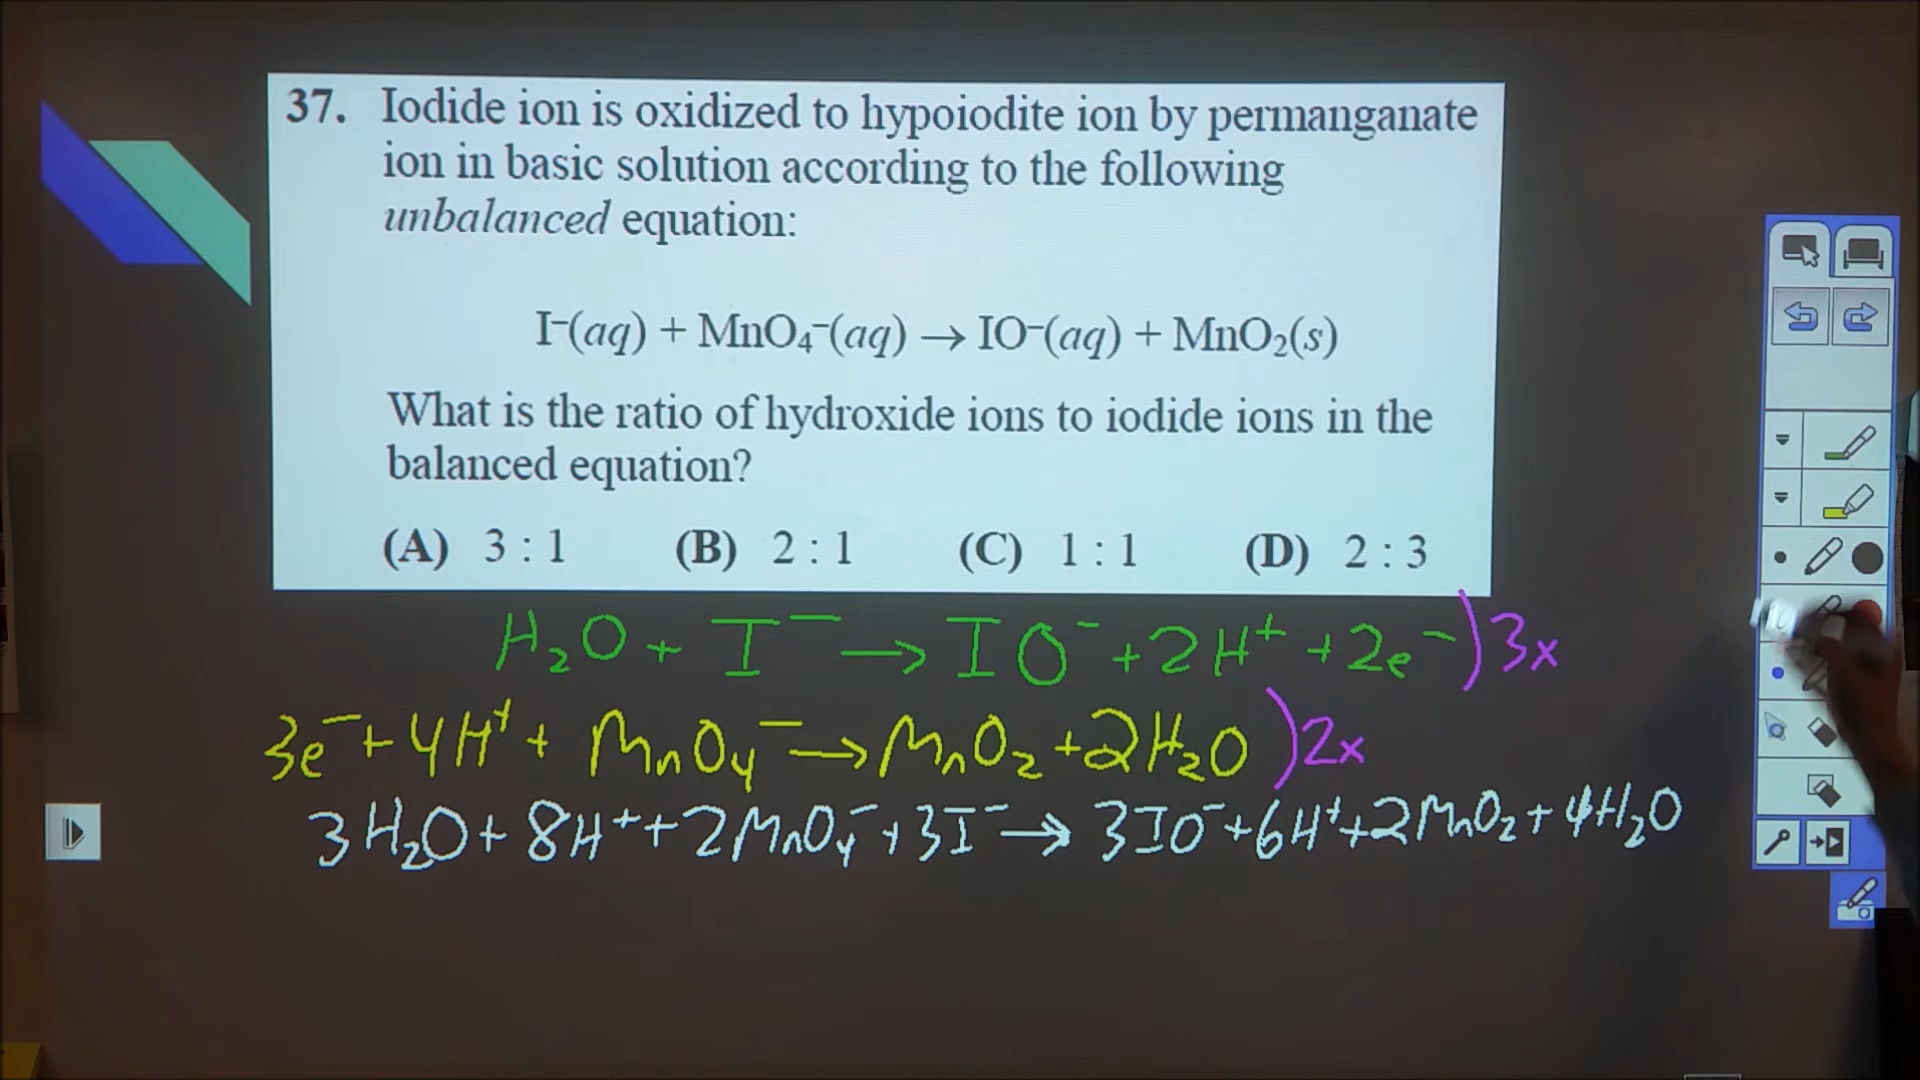 37. Iodide ion is oxidized to hypoiodite ion by permanganate
ion in basic solution according to the following
unbalanced equation:
I⁻(aq) + MnO₄⁻(aq) → IO⁻(aq) + MnO₂(s)
What is the ratio of hydroxide ions to iodide ions in the
balanced equation?
(A) 3 : 1 (B) 2 : 1 (C) 1 : 1 (D) 2 : 3
H₂O + I⁻ → IO⁻ + 2H⁺ + 2e⁻ ) 3x
3e⁻ + 4H⁺ + MnO₄⁻ → MnO₂ + 2H₂O ) 2x
3H₂O + 8H⁺ + 2MnO₄⁻ + 3I⁻ → 3IO⁻ + 6H⁺ + 2MnO₂ + 4H₂O